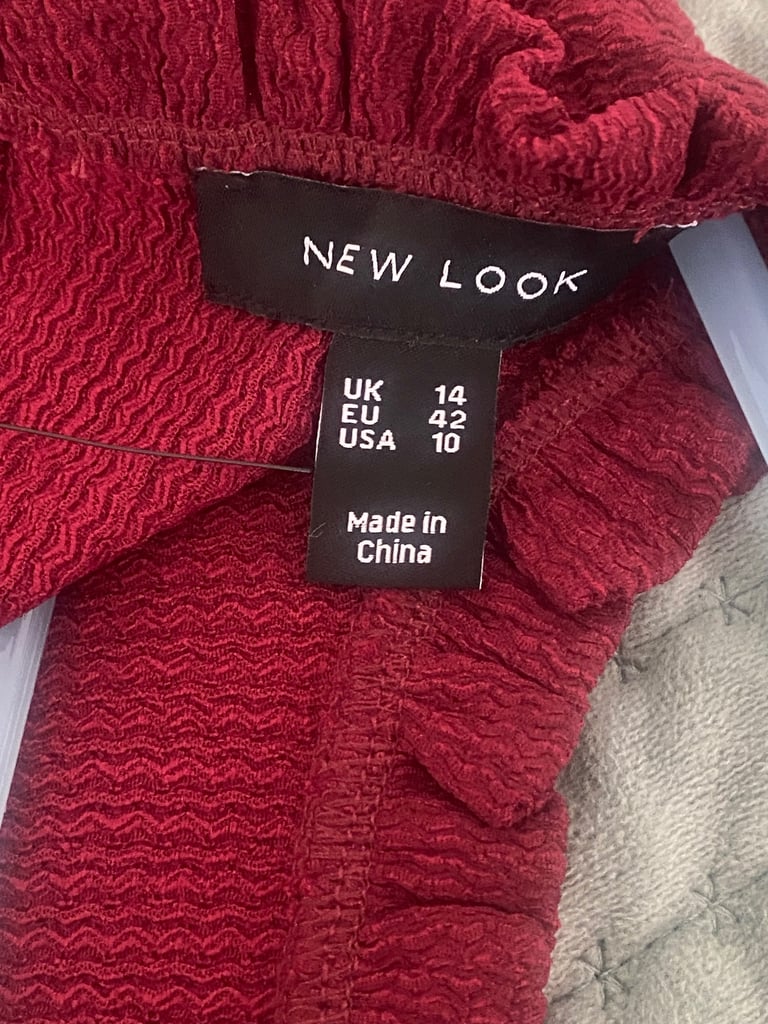 NEW LOOK
UK 14
EU 42
USA 10
Made in
China